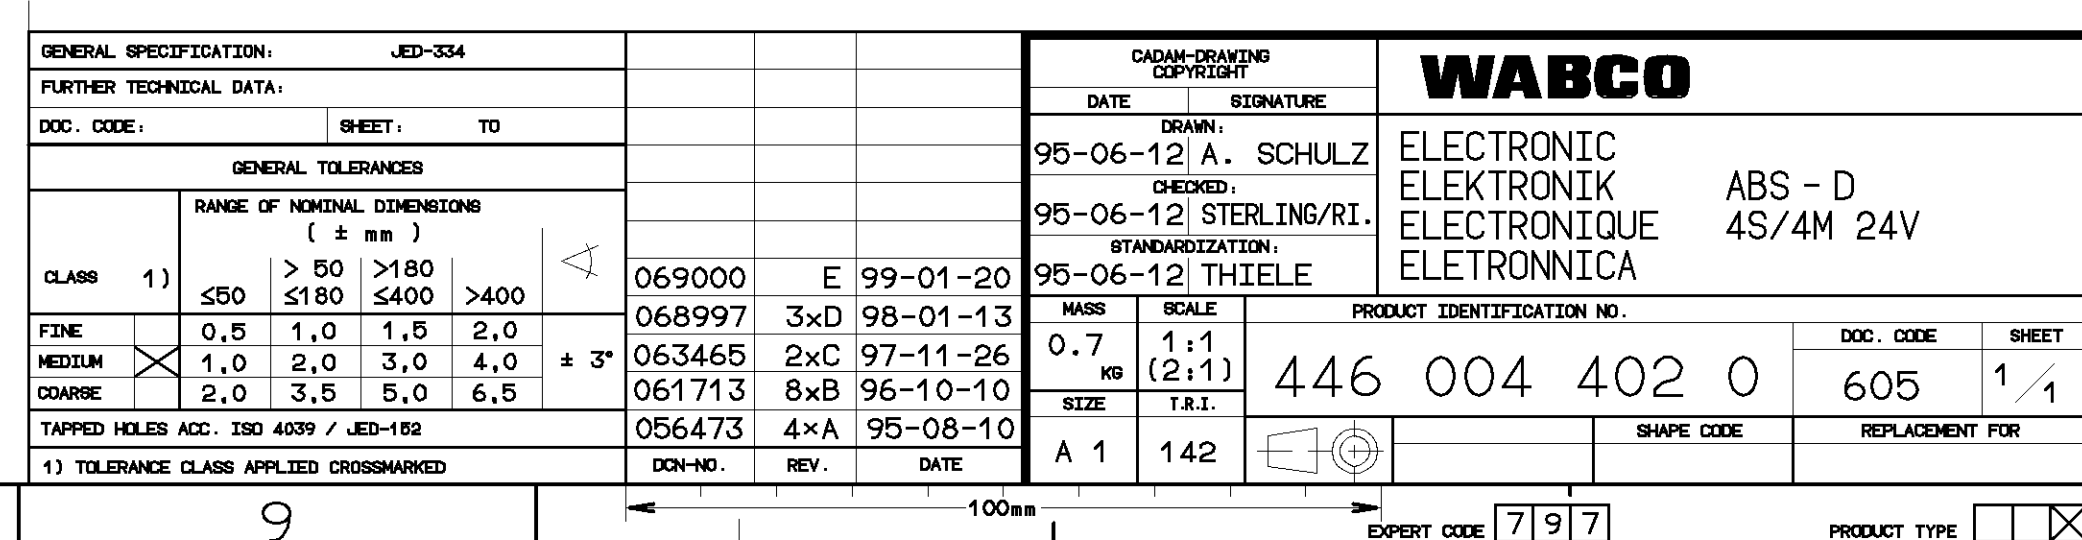 GENERAL SPECIFICATION: JED-334
FURTHER TECHNICAL DATA:
DOC. CODE: SHEET: TO
GENERAL TOLERANCES
CLASS 1)
RANGE OF NOMINAL DIMENSIONS
( ± mm )
≤50 > 50 ≤180 >180 ≤400 >400
FINE 0,5 1,0 1,5 2,0
MEDIUM 1,0 2,0 3,0 4,0 ± 3°
COARSE 2,0 3,5 5,0 6,5
TAPPED HOLES ACC. ISO 4039 / JED-152
1) TOLERANCE CLASS APPLIED CROSSMARKED
069000 E 99-01-20
068997 3xD 98-01-13
063465 2xC 97-11-26
061713 8xB 96-10-10
056473 4×A 95-08-10
DCN-NO. REV. DATE
CADAM-DRAWING
COPYRIGHT
DATE SIGNATURE
DRAWN:
95-06-12 A. SCHULZ
CHECKED:
95-06-12 STERLING/RI.
STANDARDIZATION:
95-06-12 THIELE
WABCO
ELECTRONIC
ELEKTRONIK ABS - D
ELECTRONIQUE 4S/4M 24V
ELETRONNICA
MASS SCALE
0.7 KG 1:1
(2:1)
SIZE T.R.I.
A 1 142
PRODUCT IDENTIFICATION NO.
446 004 402 0
DOC. CODE SHEET
605 1/1
SHAPE CODE REPLACEMENT FOR
9
100mm
EXPERT CODE 797
PRODUCT TYPE